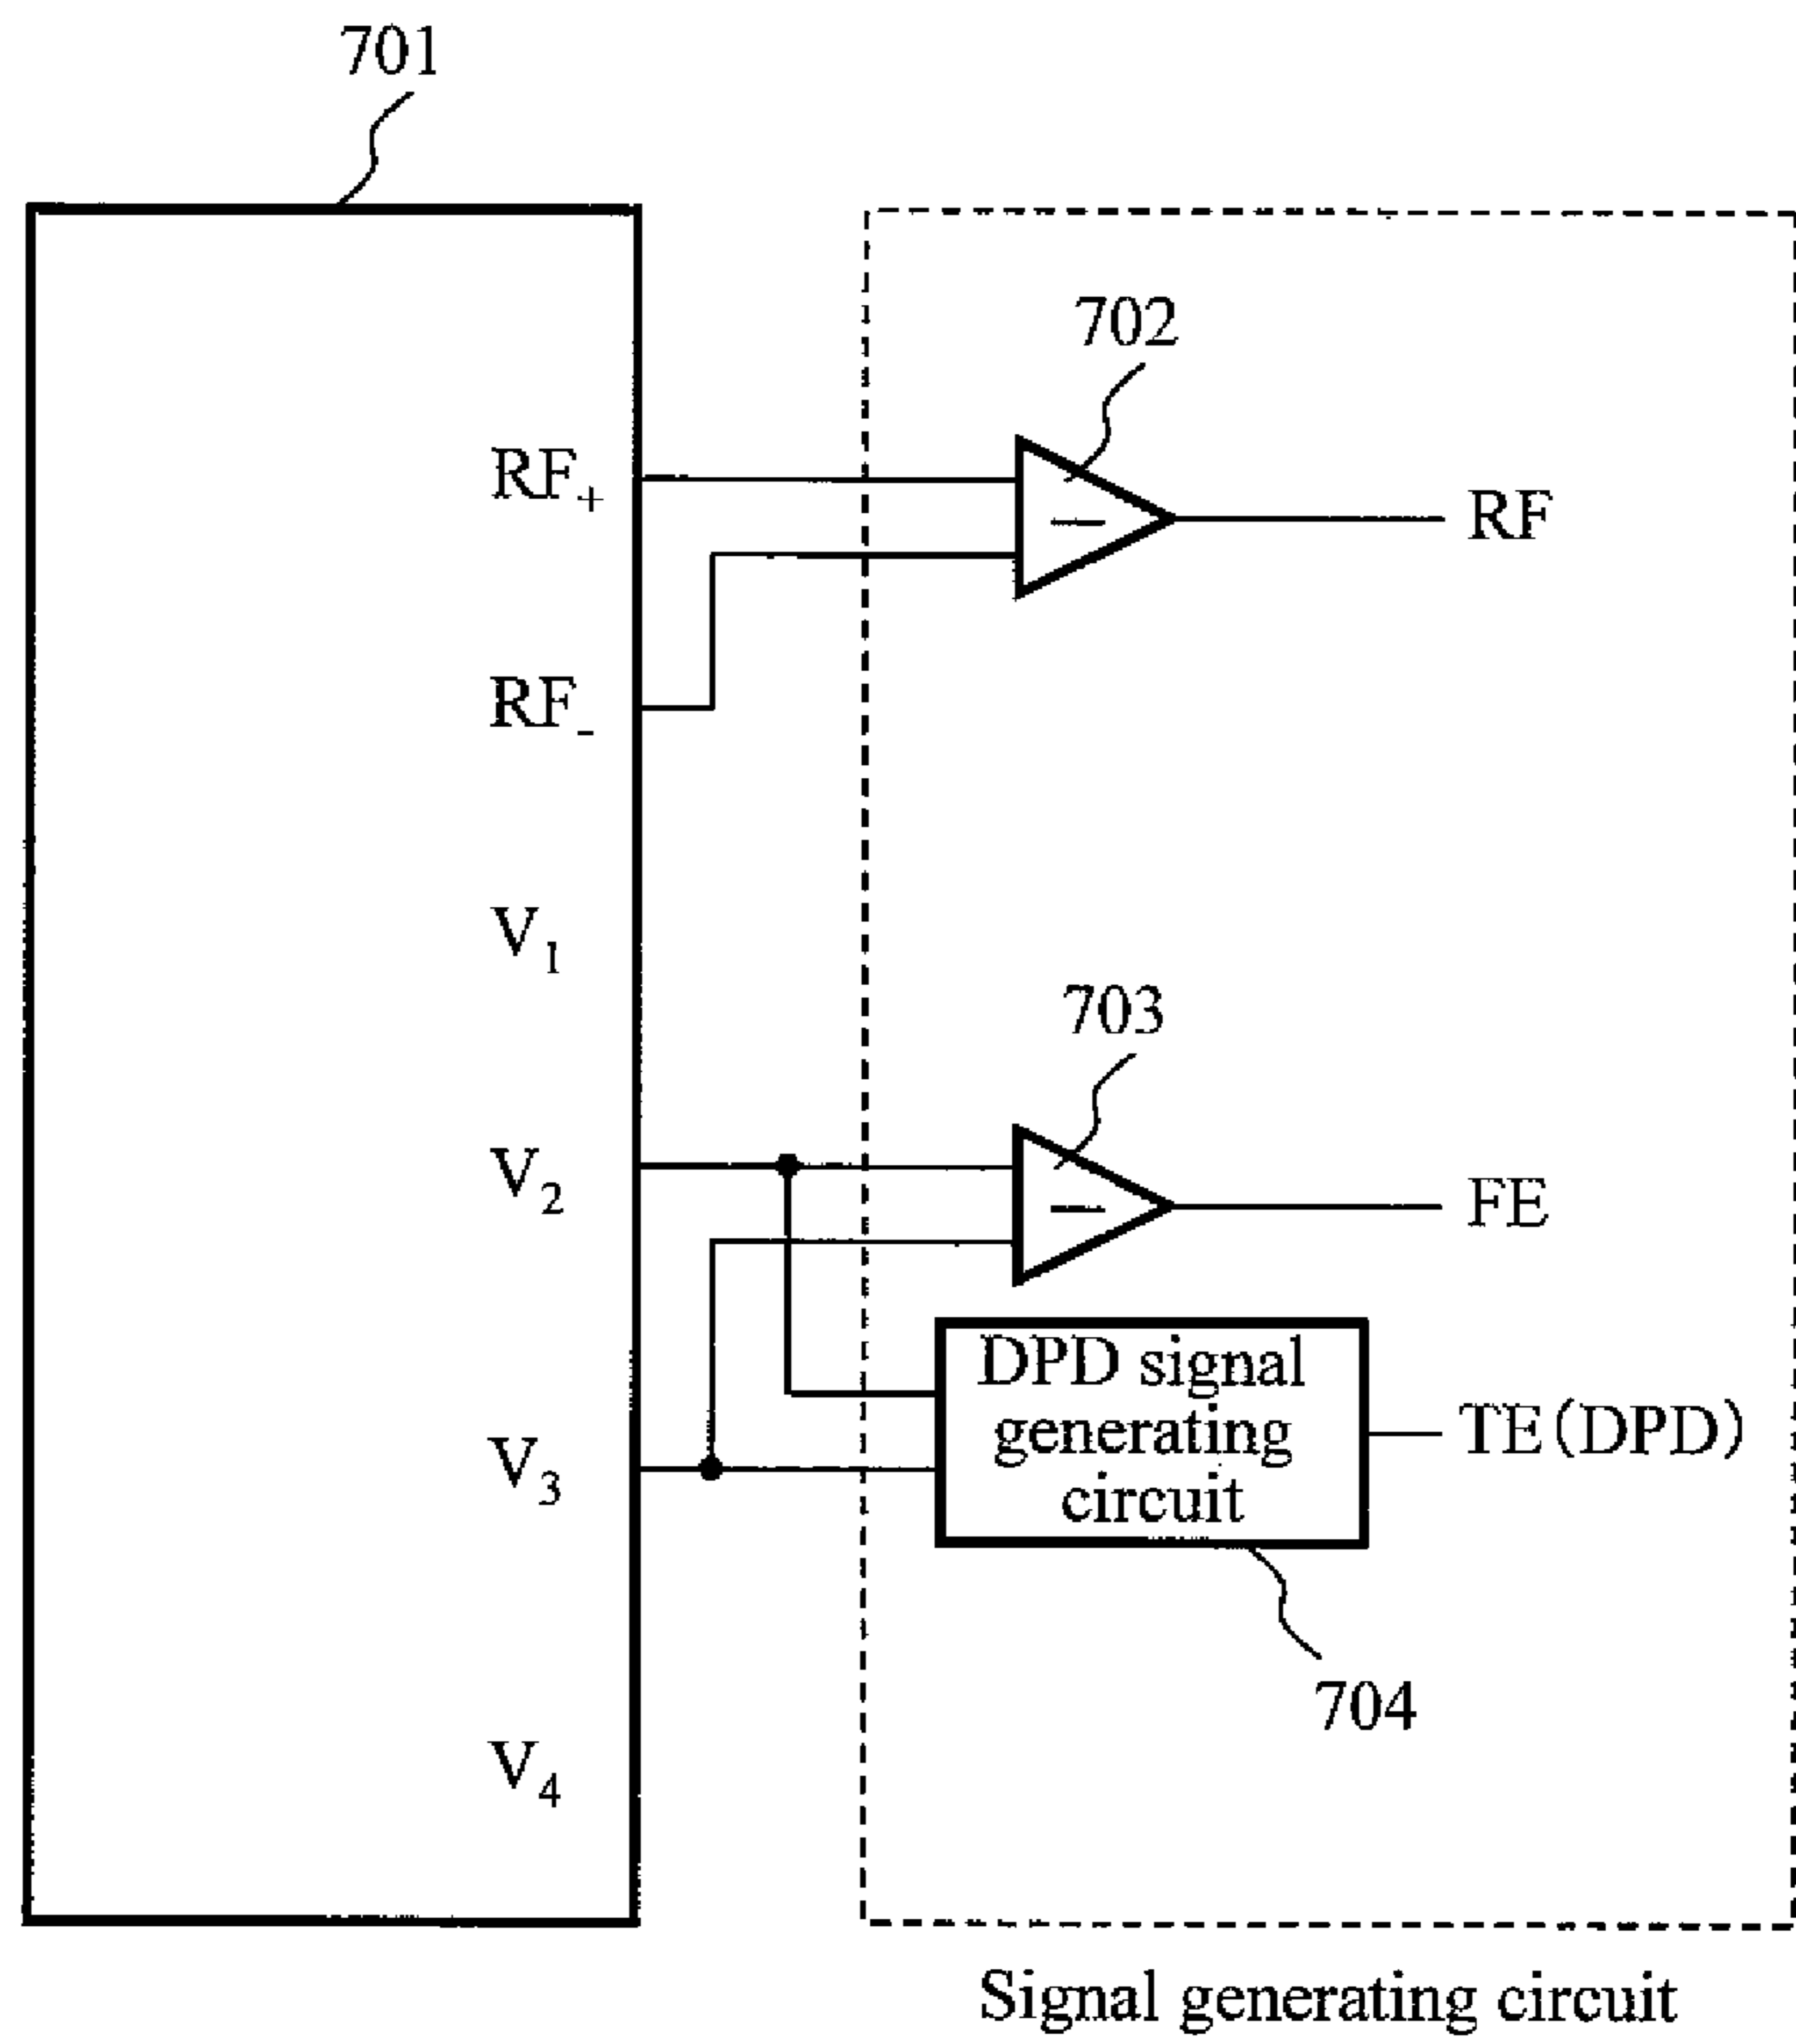 701
702
RF+
RF
RF-
V1
703
V2
FE
DPD signal
generating
circuit
TE(DPD)
V3
704
V4
Signal generating circuit